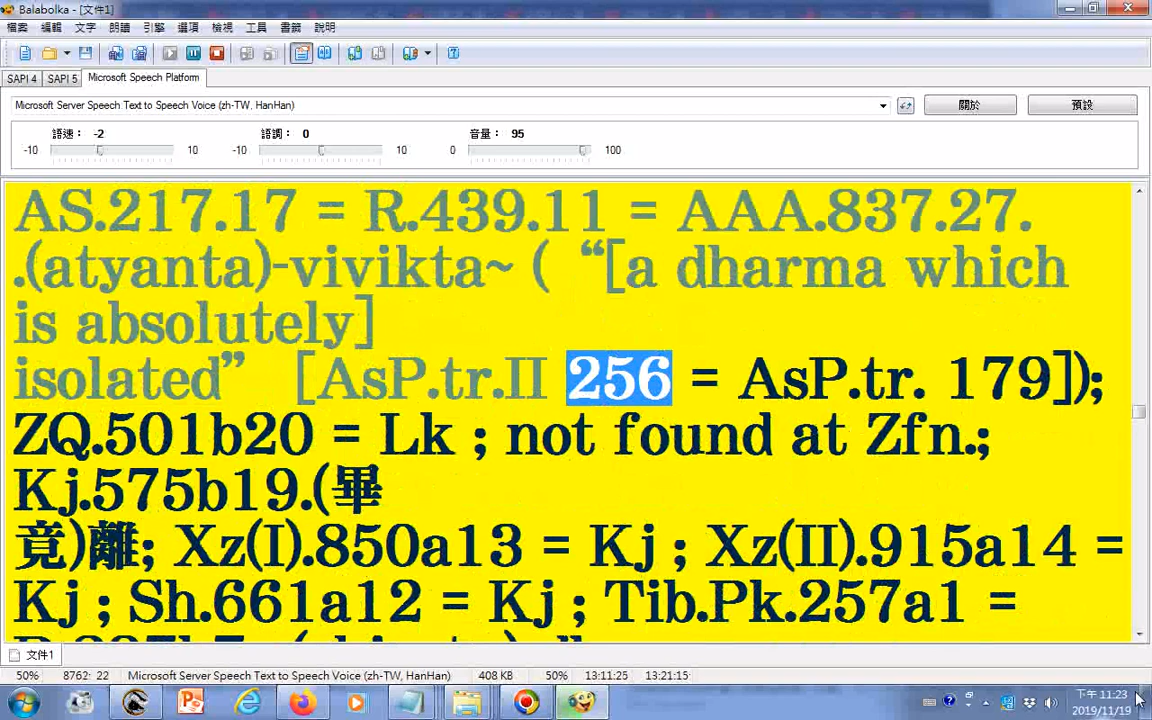 Balabolka - [文件1]
檔案 編輯 文字 朗讀 引擎 選項 檢視 工具 書籤 說明
SAPI 4 SAPI 5 Microsoft Speech Platform
Microsoft Server Speech Text to Speech Voice (zh-TW, HanHan) 關於 預設
語速： -2 語調： 0 音量： 95
-10 10 -10 10 0 100
AS.217.17 = R.439.11 = AAA.837.27.
.(atyanta)-vivikta~ ( “[a dharma which
is absolutely]
isolated” [AsP.tr.II 256 = AsP.tr. 179]);
ZQ.501b20 = Lk ; not found at Zfn.;
Kj.575b19.(畢
竟)離; Xz(I).850a13 = Kj ; Xz(II).915a14 =
Kj ; Sh.661a12 = Kj ; Tib.Pk.257a1 =
文件1
50% 8762: 22 Microsoft Server Speech Text to Speech Voice (zh-TW, HanHan) 408 KB 50% 13:11:25 13:21:15
下午 11:23
2019/11/19